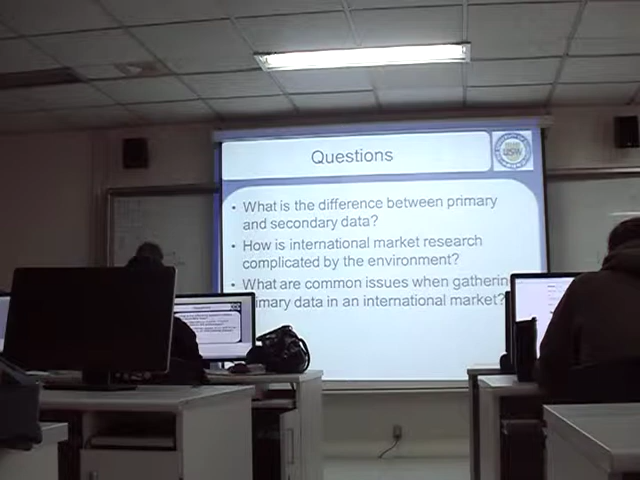 Questions
• What is the difference between primary
and secondary data?
• How is international market research
complicated by the environment?
• What are common issues when gatherin
rimary data in an international market?